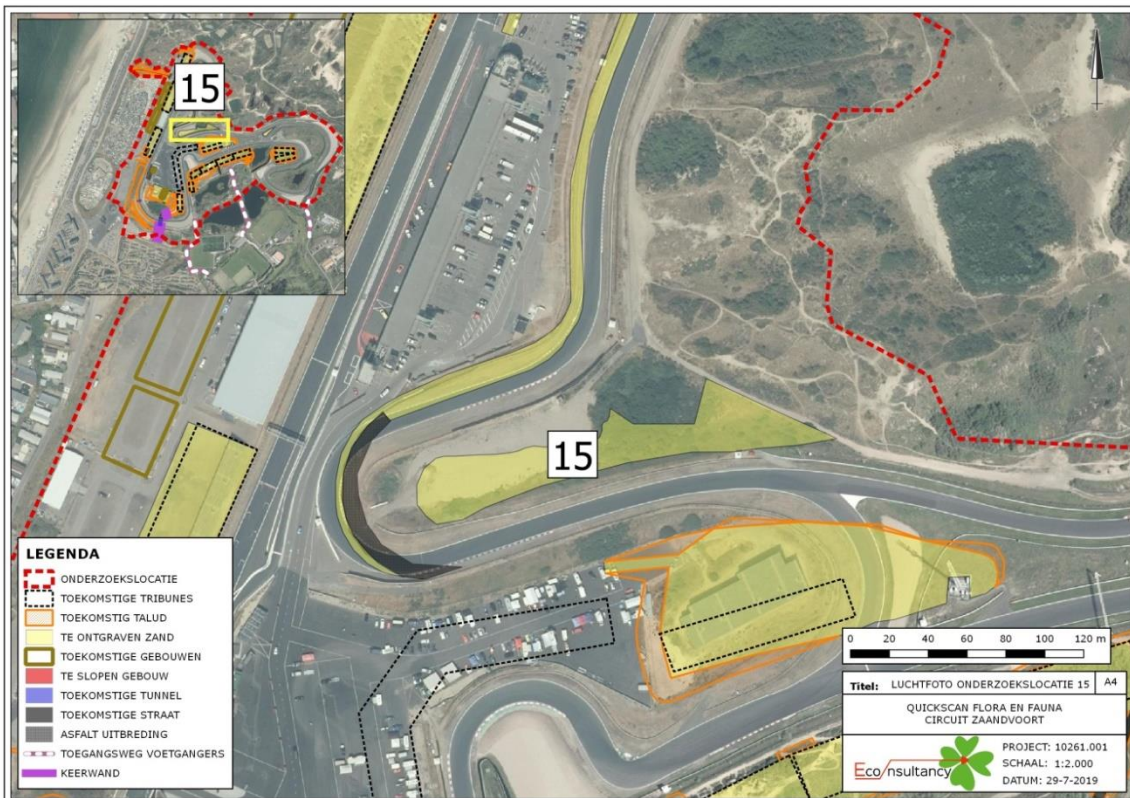 15
15
LEGENDA
ONDERZOEKSLOCATIE
TOEKOMSTIGE TRIBUNES
TOEKOMSTIG TALUD
TE ONTGRAVEN ZAND
TOEKOMSTIGE GEBOUWEN
TE SLOPEN GEBOUW
TOEKOMSTIGE TUNNEL
TOEKOMSTIGE STRAAT
ASFALT UITBREDING
TOEGANGSWEG VOETGANGERS
KEERWAND
0 20 40 60 80 100 120 m
Titel: LUCHTFOTO ONDERZOEKSLOCATIE 15 A4
QUICKSCAN FLORA EN FAUNA
CIRCUIT ZAANDVOORT
Eco/nsultancy
PROJECT: 10261.001
SCHAAL: 1:2.000
DATUM: 29-7-2019